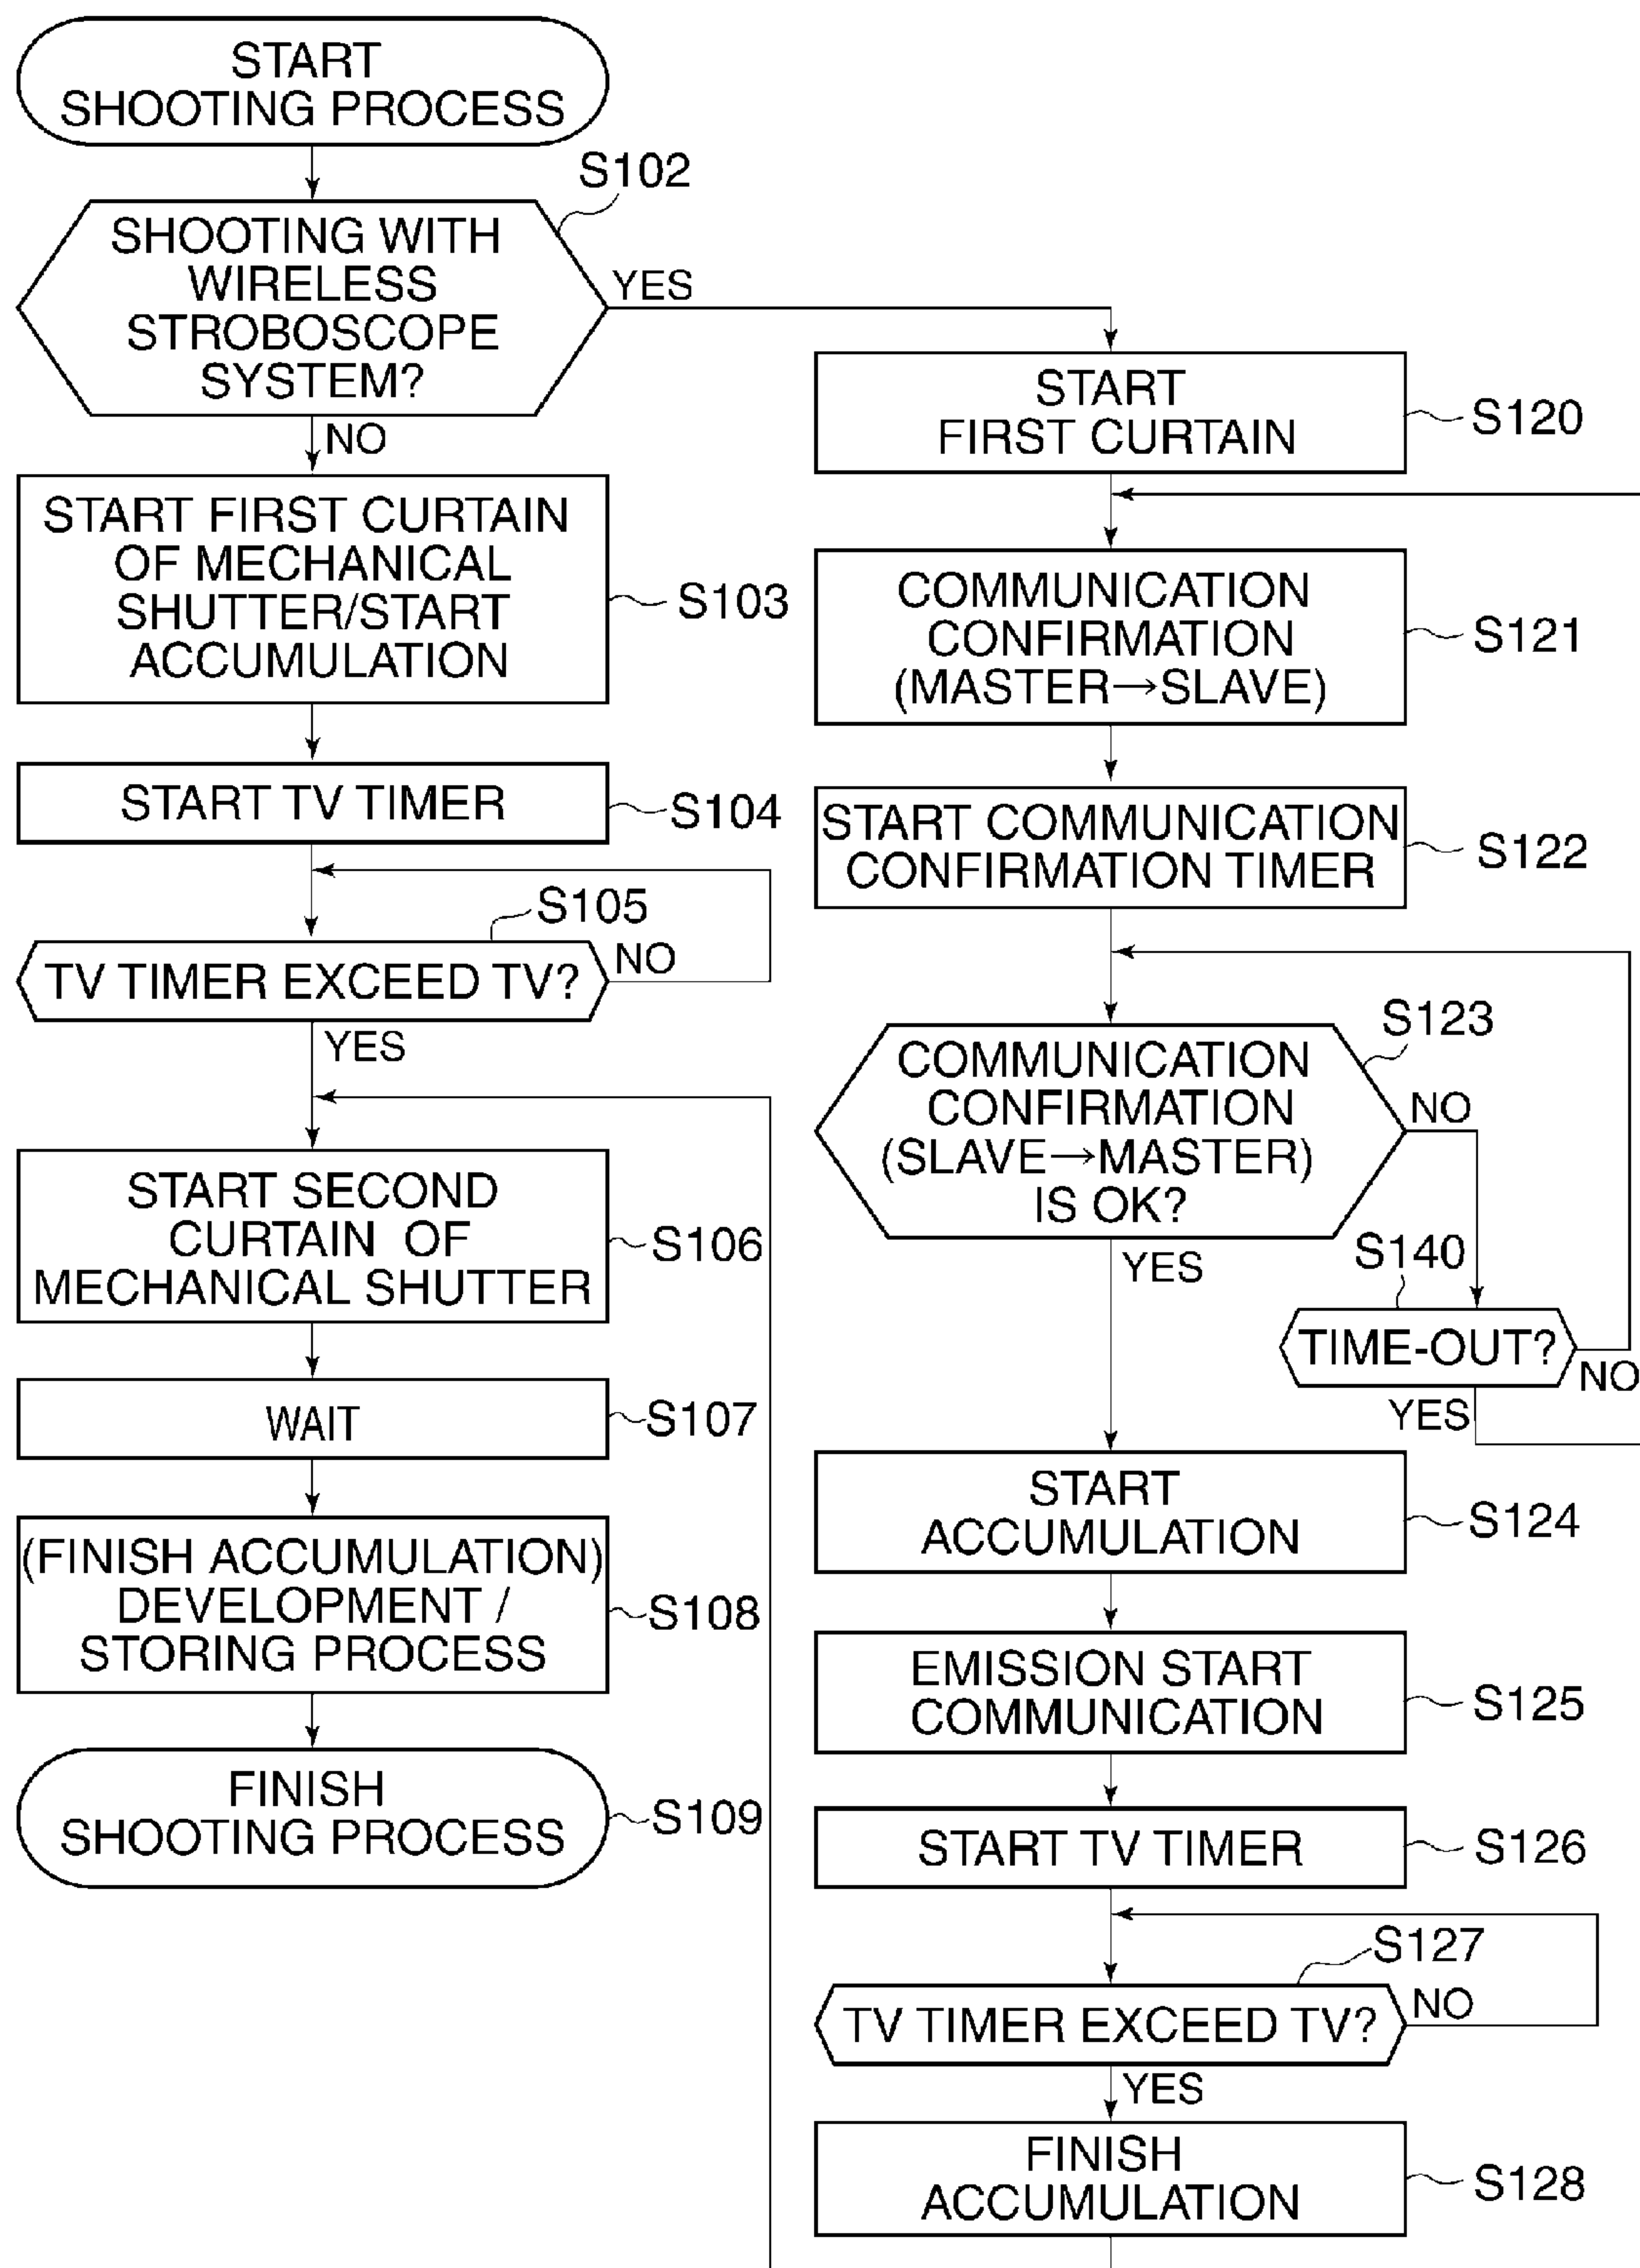 START
SHOOTING PROCESS
S102
SHOOTING WITH
WIRELESS
STROBOSCOPE
SYSTEM?
YES
NO
START FIRST CURTAIN
OF MECHANICAL
SHUTTER/START
ACCUMULATION
S103
START TV TIMER
S104
S105
TV TIMER EXCEED TV?
NO
YES
START SECOND
CURTAIN OF
MECHANICAL SHUTTER
S106
WAIT
S107
(FINISH ACCUMULATION)
DEVELOPMENT /
STORING PROCESS
S108
FINISH
SHOOTING PROCESS
S109
START
FIRST CURTAIN
S120
COMMUNICATION
CONFIRMATION
(MASTER→SLAVE)
S121
START COMMUNICATION
CONFIRMATION TIMER
S122
S123
COMMUNICATION
CONFIRMATION
(SLAVE→MASTER)
IS OK?
NO
YES
S140
TIME-OUT?
NO
YES
START
ACCUMULATION
S124
EMISSION START
COMMUNICATION
S125
START TV TIMER
S126
S127
TV TIMER EXCEED TV?
NO
YES
FINISH
ACCUMULATION
S128